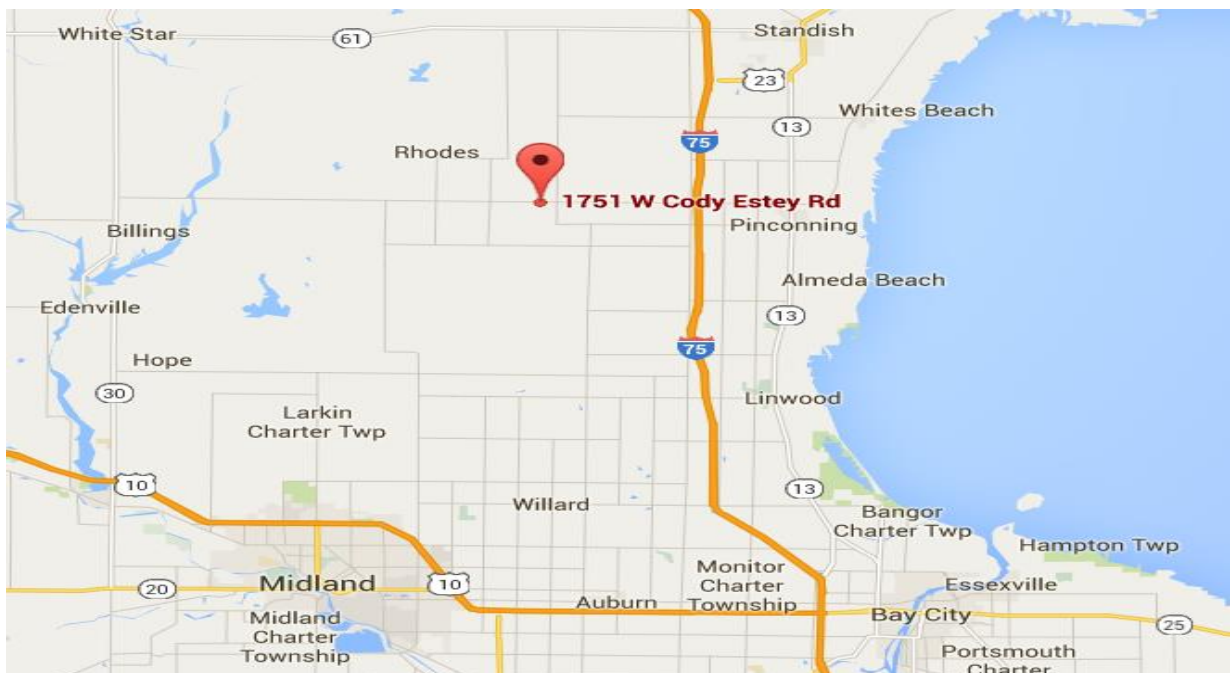 White Star
61
Standish
23
Whites Beach
13
75
Rhodes
1751 W Cody Estey Rd
Pinconning
Billings
Almeda Beach
Edenville
13
75
Hope
30
Linwood
Larkin
Charter Twp
10
13
Willard
Bangor
Charter Twp
Hampton Twp
Monitor
Charter
Township
Essexville
Midland
20
10
Auburn
Bay City
25
Midland
Charter
Township
Portsmouth
Charter